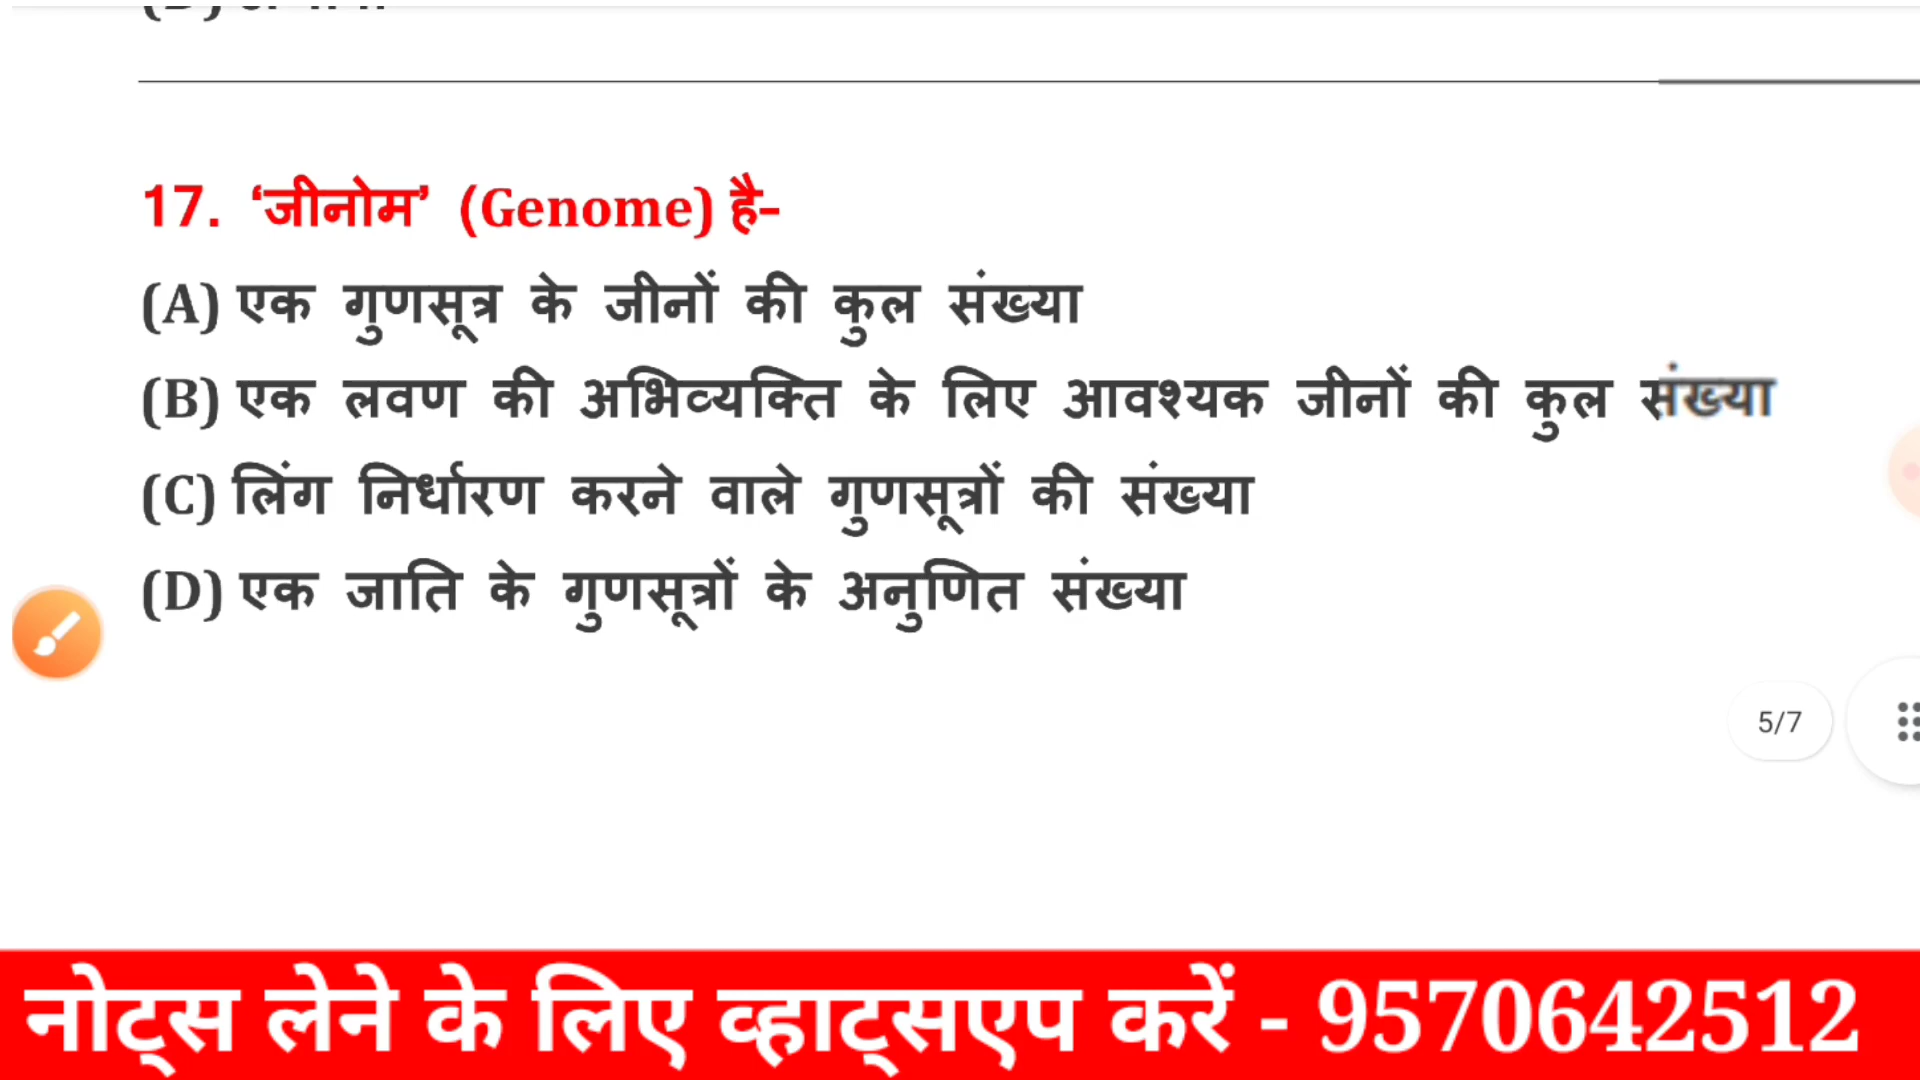 17. ‘जीनोम’ (Genome) है-
(A) एक गुणसूत्र के जीनों की कुल संख्या
(B) एक लवण की अभिव्यक्ति के लिए आवश्यक जीनों की कुल संख्या
(C) लिंग निर्धारण करने वाले गुणसूत्रों की संख्या
(D) एक जाति के गुणसूत्रों के अनुणित संख्या
5/7
नोट्स लेने के लिए व्हाट्सएप करें - 9570642512